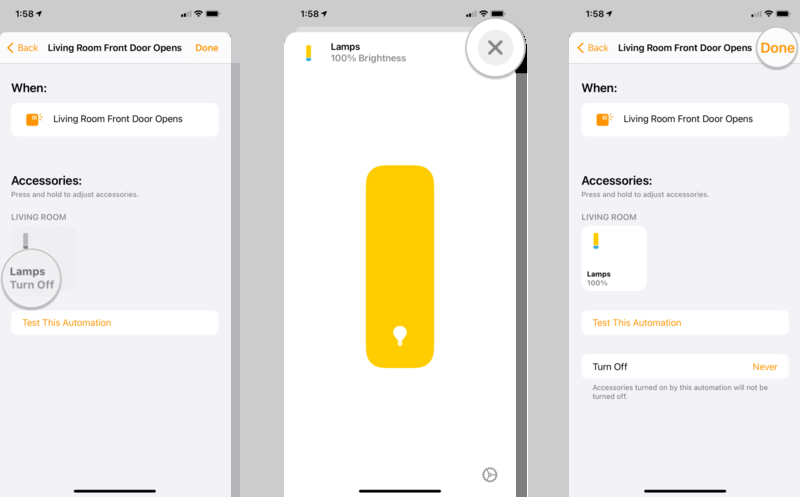 1:58
Back
Living Room Front Door Opens
Done
When:
Living Room Front Door Opens
Accessories:
Press and hold to adjust accessories.
LIVING ROOM
Lamps
Turn Off
Test This Automation
1:58
Lamps
100% Brightness
1:58
Back
Living Room Front Door Opens
Done
When:
Living Room Front Door Opens
Accessories:
Press and hold to adjust accessories.
LIVING ROOM
Lamps
100%
Test This Automation
Turn Off
Never
Accessories turned on by this automation will not be
turned off.